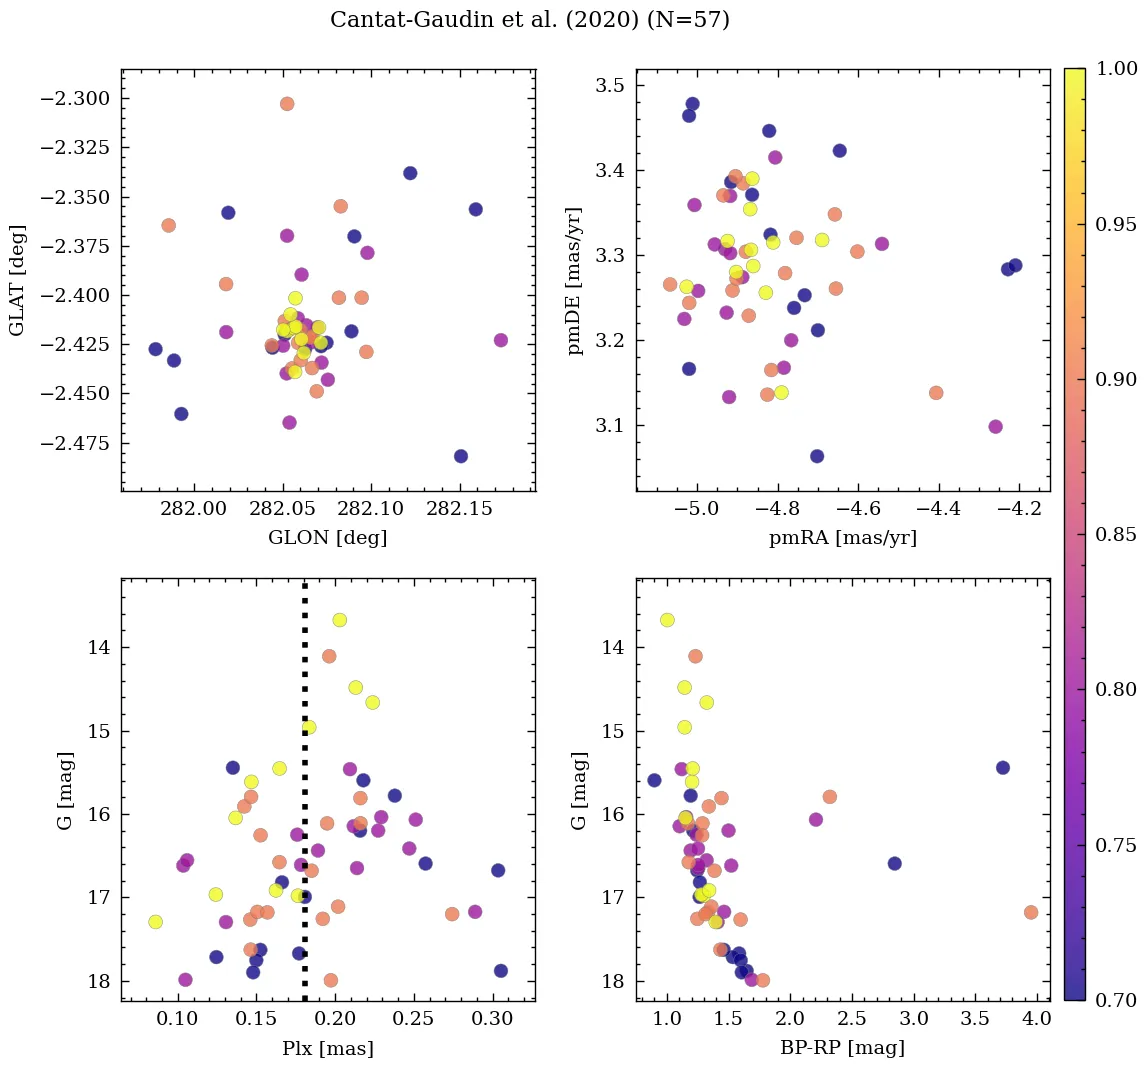 Cantat-Gaudin et al. (2020) (N=57)
−2.300
−2.325
−2.350
−2.375
−2.400
−2.425
−2.450
−2.475
GLAT [deg]
282.00 282.05 282.10 282.15
GLON [deg]
3.5
3.4
3.3
3.2
3.1
pmDE [mas/yr]
−5.0 −4.8 −4.6 −4.4 −4.2
pmRA [mas/yr]
14
15
16
17
18
G [mag]
0.10 0.15 0.20 0.25 0.30
Plx [mas]
14
15
16
17
18
G [mag]
1.0 1.5 2.0 2.5 3.0 3.5 4.0
BP-RP [mag]
1.00
0.95
0.90
0.85
0.80
0.75
0.70